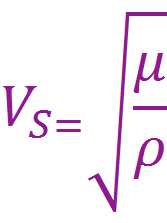 V_S = √(μ/ρ)